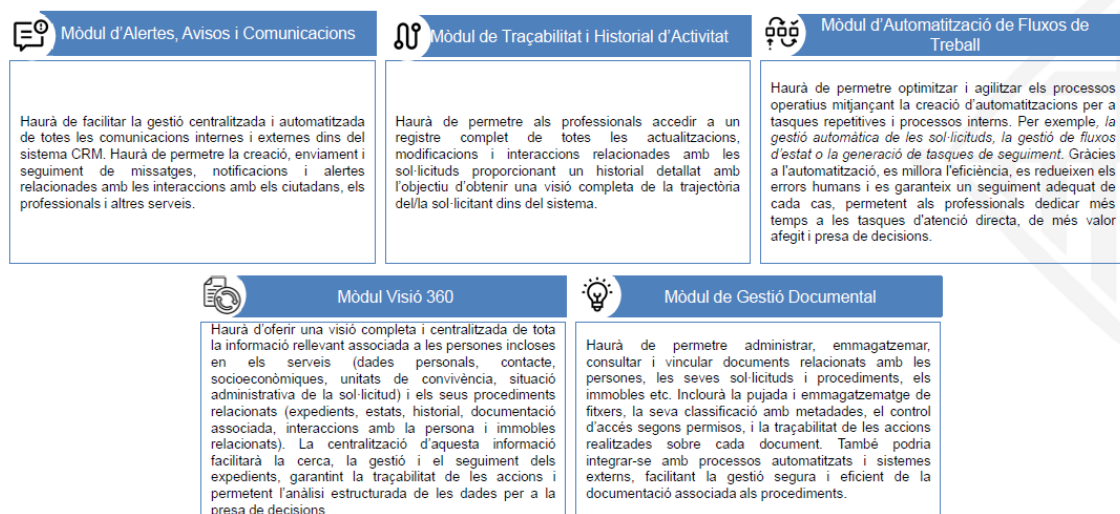 Mòdul d'Alertes, Avisos i Comunicacions
Haurà de facilitar la gestió centralitzada i automatitzada
de totes les comunicacions internes i externes dins del
sistema CRM. Haurà de permetre la creació, enviament i
seguiment de missatges, notificacions i alertes
relacionades amb les interaccions amb els ciutadans, els
professionals i altres serveis.
Mòdul de Traçabilitat i Historial d'Activitat
Haurà de permetre als professionals accedir a un
registre complet de totes les actualitzacions,
modificacions i interaccions relacionades amb les
sol·licituds proporcionant un historial detallat amb
l'objectiu d'obtenir una visió completa de la trajectòria
del/la sol·licitant dins del sistema.
Mòdul d'Automatització de Fluxos de
Treball
Haurà de permetre optimitzar i agilitzar els processos
operatius mitjançant la creació d'automatitzacions per a
tasques repetitives i processos interns. Per exemple, la
gestió automàtica de les sol·licituds, la gestió de fluxos
d'estat o la generació de tasques de seguiment. Gràcies
a l'automatització, es millora l'eficiència, es redueixen els
errors humans i es garanteix un seguiment adequat de
cada cas, permetent als professionals dedicar més
temps a les tasques d'atenció directa, de més valor
afegit i presa de decisions.
Mòdul Visió 360
Haurà d'oferir una visió completa i centralitzada de tota
la informació rellevant associada a les persones incloses
en els serveis (dades personals, contacte,
socioeconòmiques, unitats de convivència, situació
administrativa de la sol·licitud) i els seus procediments
relacionats (expedients, estats, historial, documentació
associada, interaccions amb la persona i immobles
relacionats). La centralització d'aquesta informació
facilitarà la cerca, la gestió i el seguiment dels
expedients, garantint la traçabilitat de les accions i
permetent l'anàlisi estructurada de les dades per a la
presa de decisions
Mòdul de Gestió Documental
Haurà de permetre administrar, emmagatzemar,
consultar i vincular documents relacionats amb les
persones, les seves sol·licituds i procediments, els
immobles etc. Inclourà la pujada i emmagatzematge de
fitxers, la seva classificació amb metadades, el control
d'accés segons permisos, i la traçabilitat de les accions
realitzades sobre cada document. També podria
integrar-se amb processos automatitzats i sistemes
externs, facilitant la gestió segura i eficient de la
documentació associada als procediments.